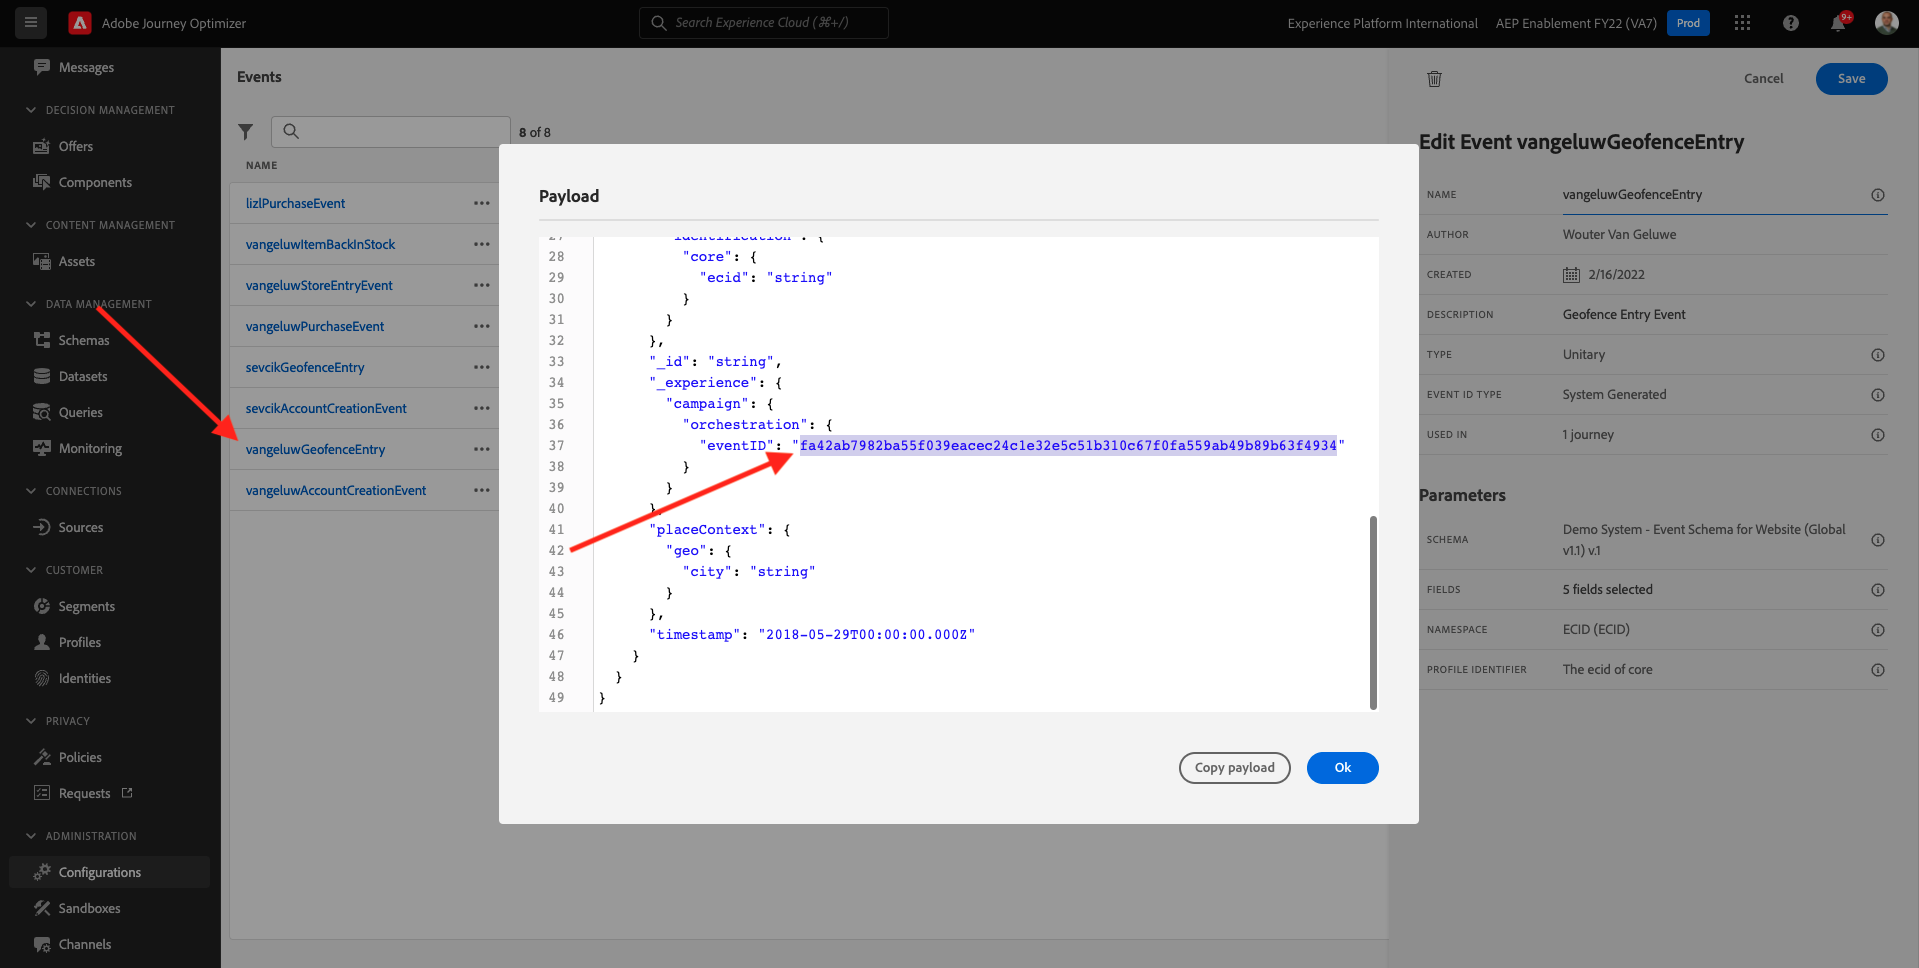 Adobe Journey Optimizer
Search Experience Cloud (⌘+/)
Experience Platform International
AEP Enablement FY22 (VA7)
Prod
9+
Messages
DECISION MANAGEMENT
Offers
Components
CONTENT MANAGEMENT
Assets
DATA MANAGEMENT
Schemas
Datasets
Queries
Monitoring
CONNECTIONS
Sources
CUSTOMER
Segments
Profiles
Identities
PRIVACY
Policies
Requests
ADMINISTRATION
Configurations
Sandboxes
Channels
Events
8 of 8
NAME
lizlPurchaseEvent
vangeluwItemBackInStock
vangeluwStoreEntryEvent
vangeluwPurchaseEvent
sevcikGeofenceEntry
sevcikAccountCreationEvent
vangeluwGeofenceEntry
vangeluwAccountCreationEvent
Payload
27 identification": {
28 "core": {
29 "ecid": "string"
30 }
31 }
32 },
33 "_id": "string",
34 "_experience": {
35 "campaign": {
36 "orchestration": {
37 "eventID": "fa42ab7982ba55f039eacec24c1e32e5c51b310c67f0fa559ab49b89b63f4934"
38 }
39 }
40 },
41 "placeContext": {
42 "geo": {
43 "city": "string"
44 }
45 },
46 "timestamp": "2018-05-29T00:00:00.000Z"
47 }
48 }
49 }
Copy payload
Ok
Cancel
Save
Edit Event vangeluwGeofenceEntry
NAME vangeluwGeofenceEntry
AUTHOR Wouter Van Geluwe
CREATED 2/16/2022
DESCRIPTION Geofence Entry Event
TYPE Unitary
EVENT ID TYPE System Generated
USED IN 1 journey
Parameters
SCHEMA Demo System - Event Schema for Website (Global
v1.1) v.1
FIELDS 5 fields selected
NAMESPACE ECID (ECID)
PROFILE IDENTIFIER The ecid of core